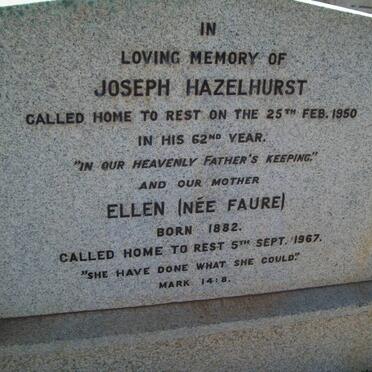 IN
LOVING MEMORY OF
JOSEPH HAZELHURST
CALLED HOME TO REST ON THE 25TH FEB. 1950
IN HIS 62ND YEAR.
"IN OUR HEAVENLY FATHER'S KEEPING."
AND OUR MOTHER
ELLEN (NÉE FAURE)
BORN 1882.
CALLED HOME TO REST 5TH SEPT. 1967.
"SHE HAVE DONE WHAT SHE COULD."
MARK 14:8.